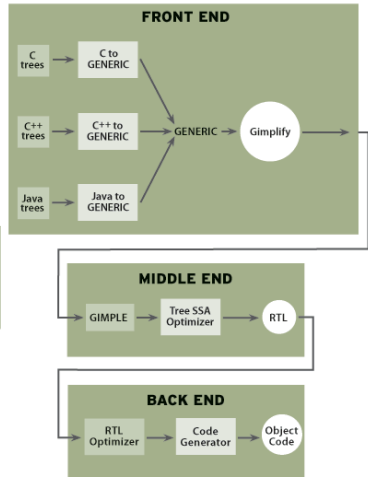 FRONT END
C
trees
C to
GENERIC
C++
trees
C++ to
GENERIC
GENERIC
Gimplify
Java
trees
Java to
GENERIC
MIDDLE END
GIMPLE
Tree SSA
Optimizer
RTL
BACK END
RTL
Optimizer
Code
Generator
Object
Code